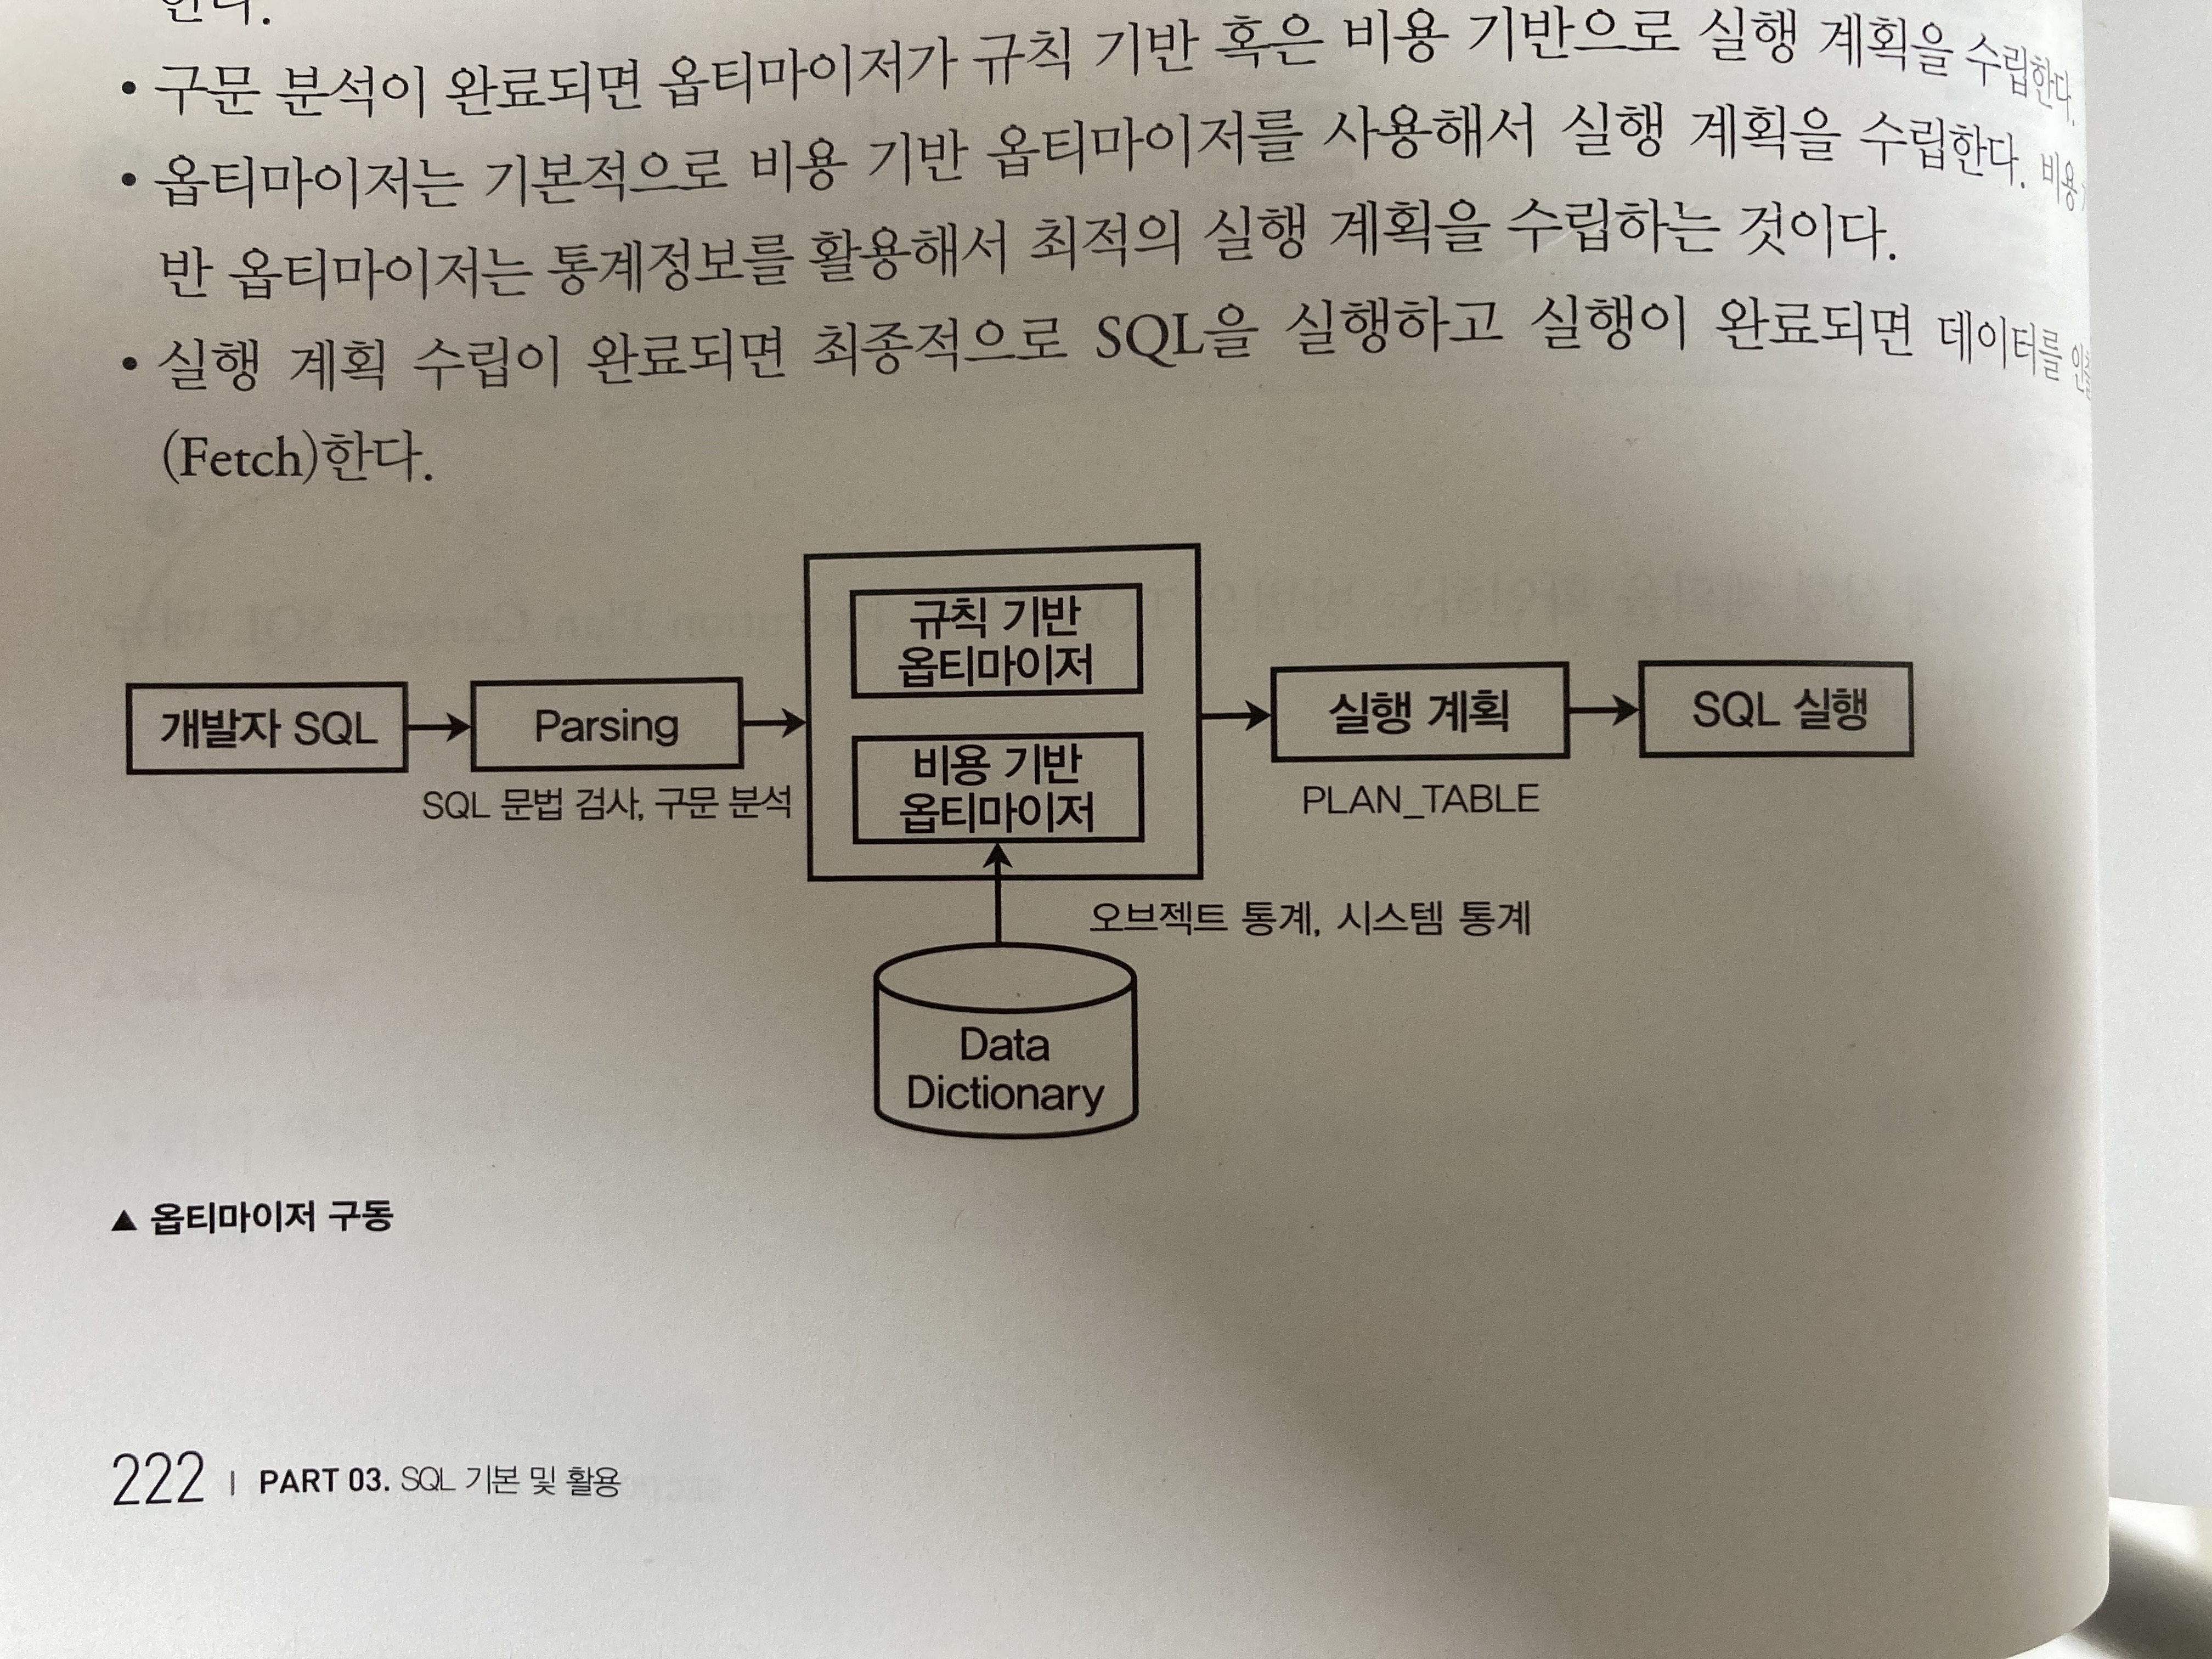 한다.
• 구문 분석이 완료되면 옵티마이저가 규칙 기반 혹은 비용 기반으로 실행 계획을 수립한다.
• 옵티마이저는 기본적으로 비용 기반 옵티마이저를 사용해서 실행 계획을 수립한다. 비용
반 옵티마이저는 통계정보를 활용해서 최적의 실행 계획을 수립하는 것이다.
• 실행 계획 수립이 완료되면 최종적으로 SQL을 실행하고 실행이 완료되면 데이터를
(Fetch)한다.
규칙 기반
옵티마이저
개발자 SQL
Parsing
SQL 문법 검사, 구문 분석
비용 기반
옵티마이저
실행 계획
PLAN_TABLE
SQL 실행
오브젝트 통계, 시스템 통계
Data
Dictionary
▲ 옵티마이저 구동
222 | PART 03. SQL 기본 및 활용